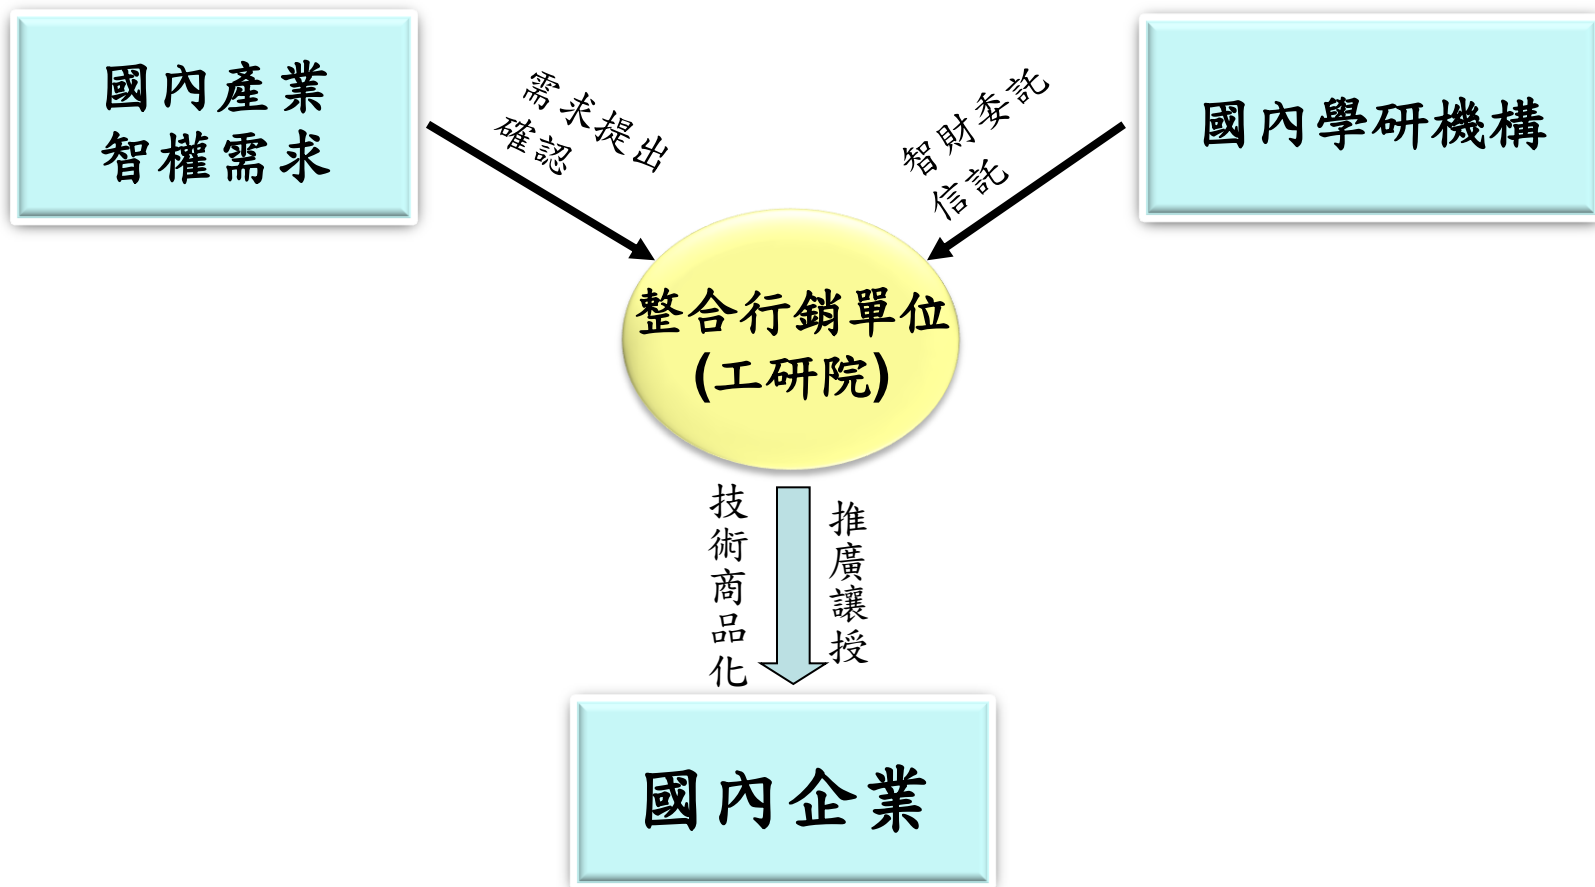 國內產業
智權需求
需求提出
確認
智財委託
信託
國內學研機構
整合行銷單位
(工研院)
技術商品化
推廣讓授
國內企業